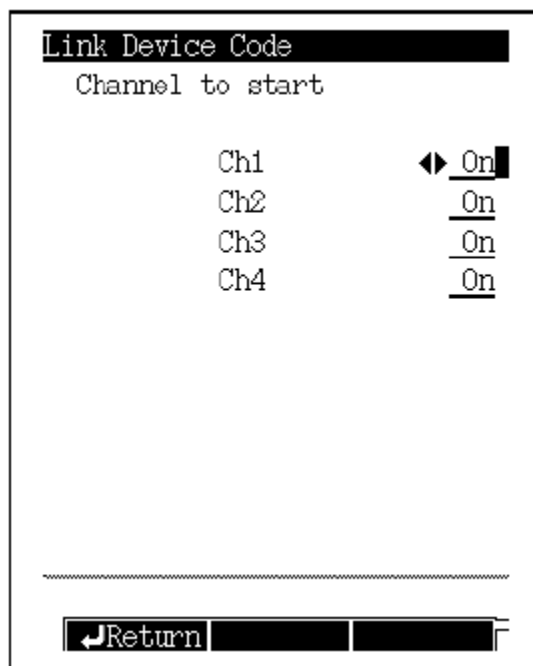 Link Device Code
Channel to start
Ch1 On
Ch2 On
Ch3 On
Ch4 On
Return